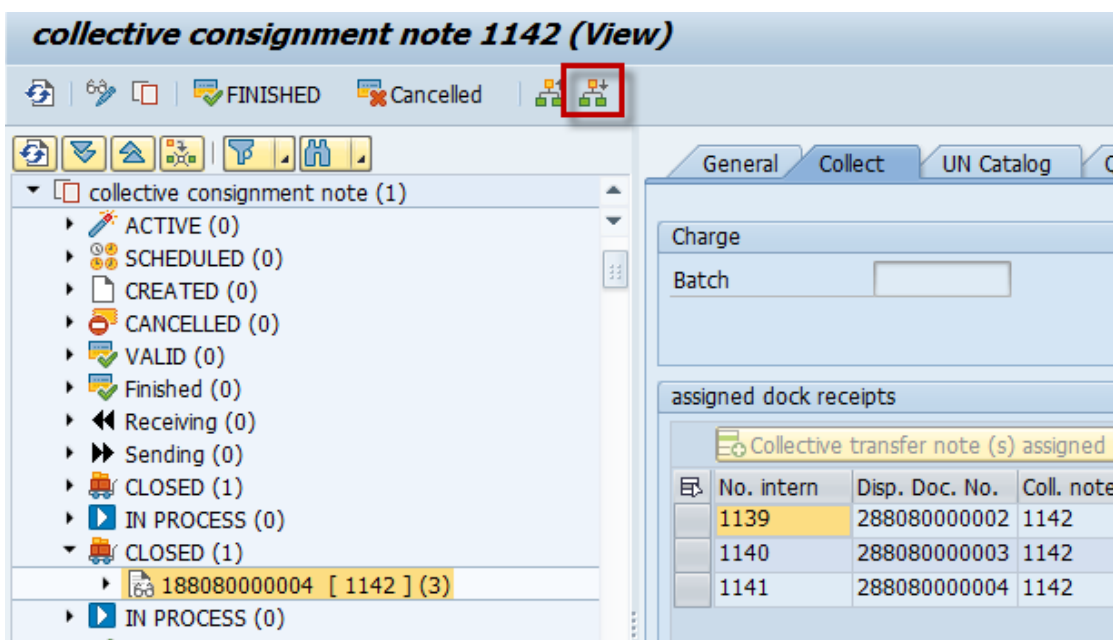 collective consignment note 1142 (View)
FINISHED Cancelled
General Collect UN Catalog
collective consignment note (1)
ACTIVE (0)
SCHEDULED (0)
CREATED (0)
CANCELLED (0)
VALID (0)
Finished (0)
Receiving (0)
Sending (0)
CLOSED (1)
IN PROCESS (0)
CLOSED (1)
188080000004 [ 1142 ] (3)
IN PROCESS (0)
Charge
Batch
assigned dock receipts
Collective transfer note (s) assigned
No. intern Disp. Doc. No. Coll. note
1139 288080000002 1142
1140 288080000003 1142
1141 288080000004 1142